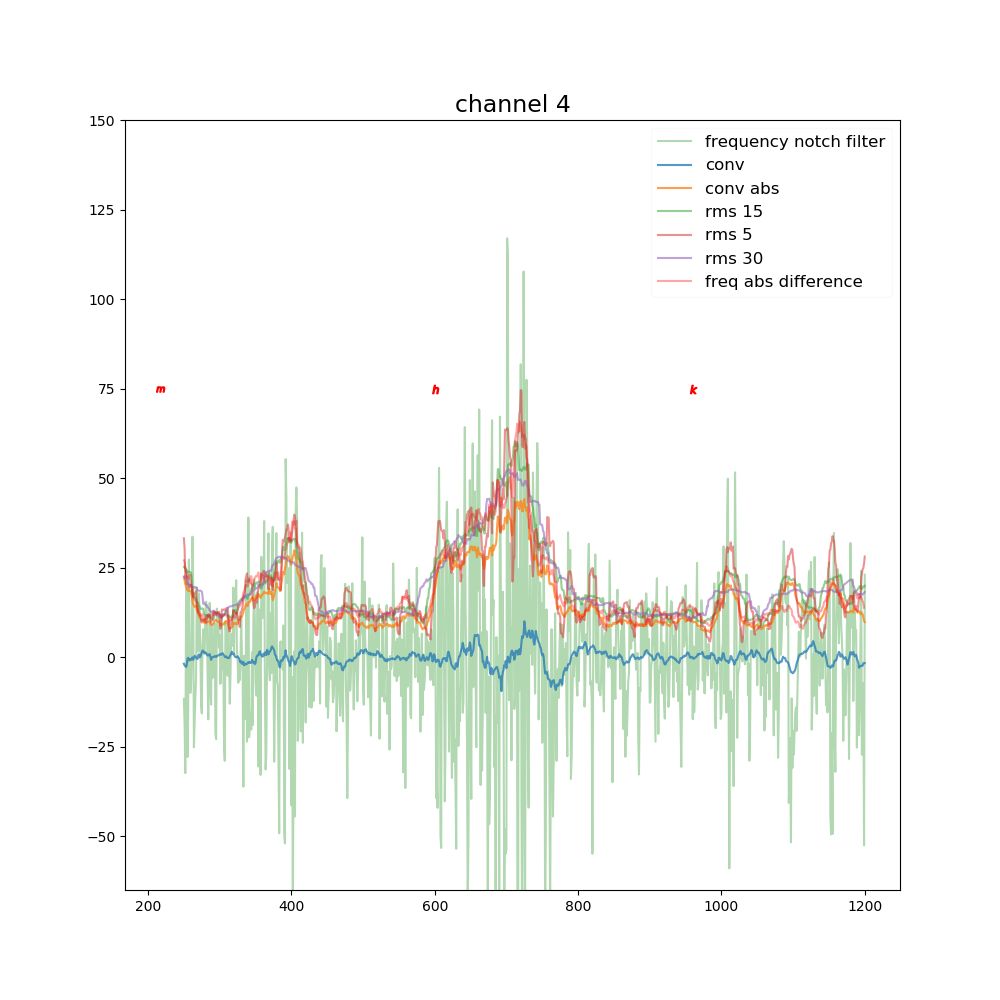 channel 4
150
125
100
75
50
25
0
−25
−50
frequency notch filter
conv
conv abs
rms 15
rms 5
rms 30
freq abs difference
m h k
200 400 600 800 1000 1200